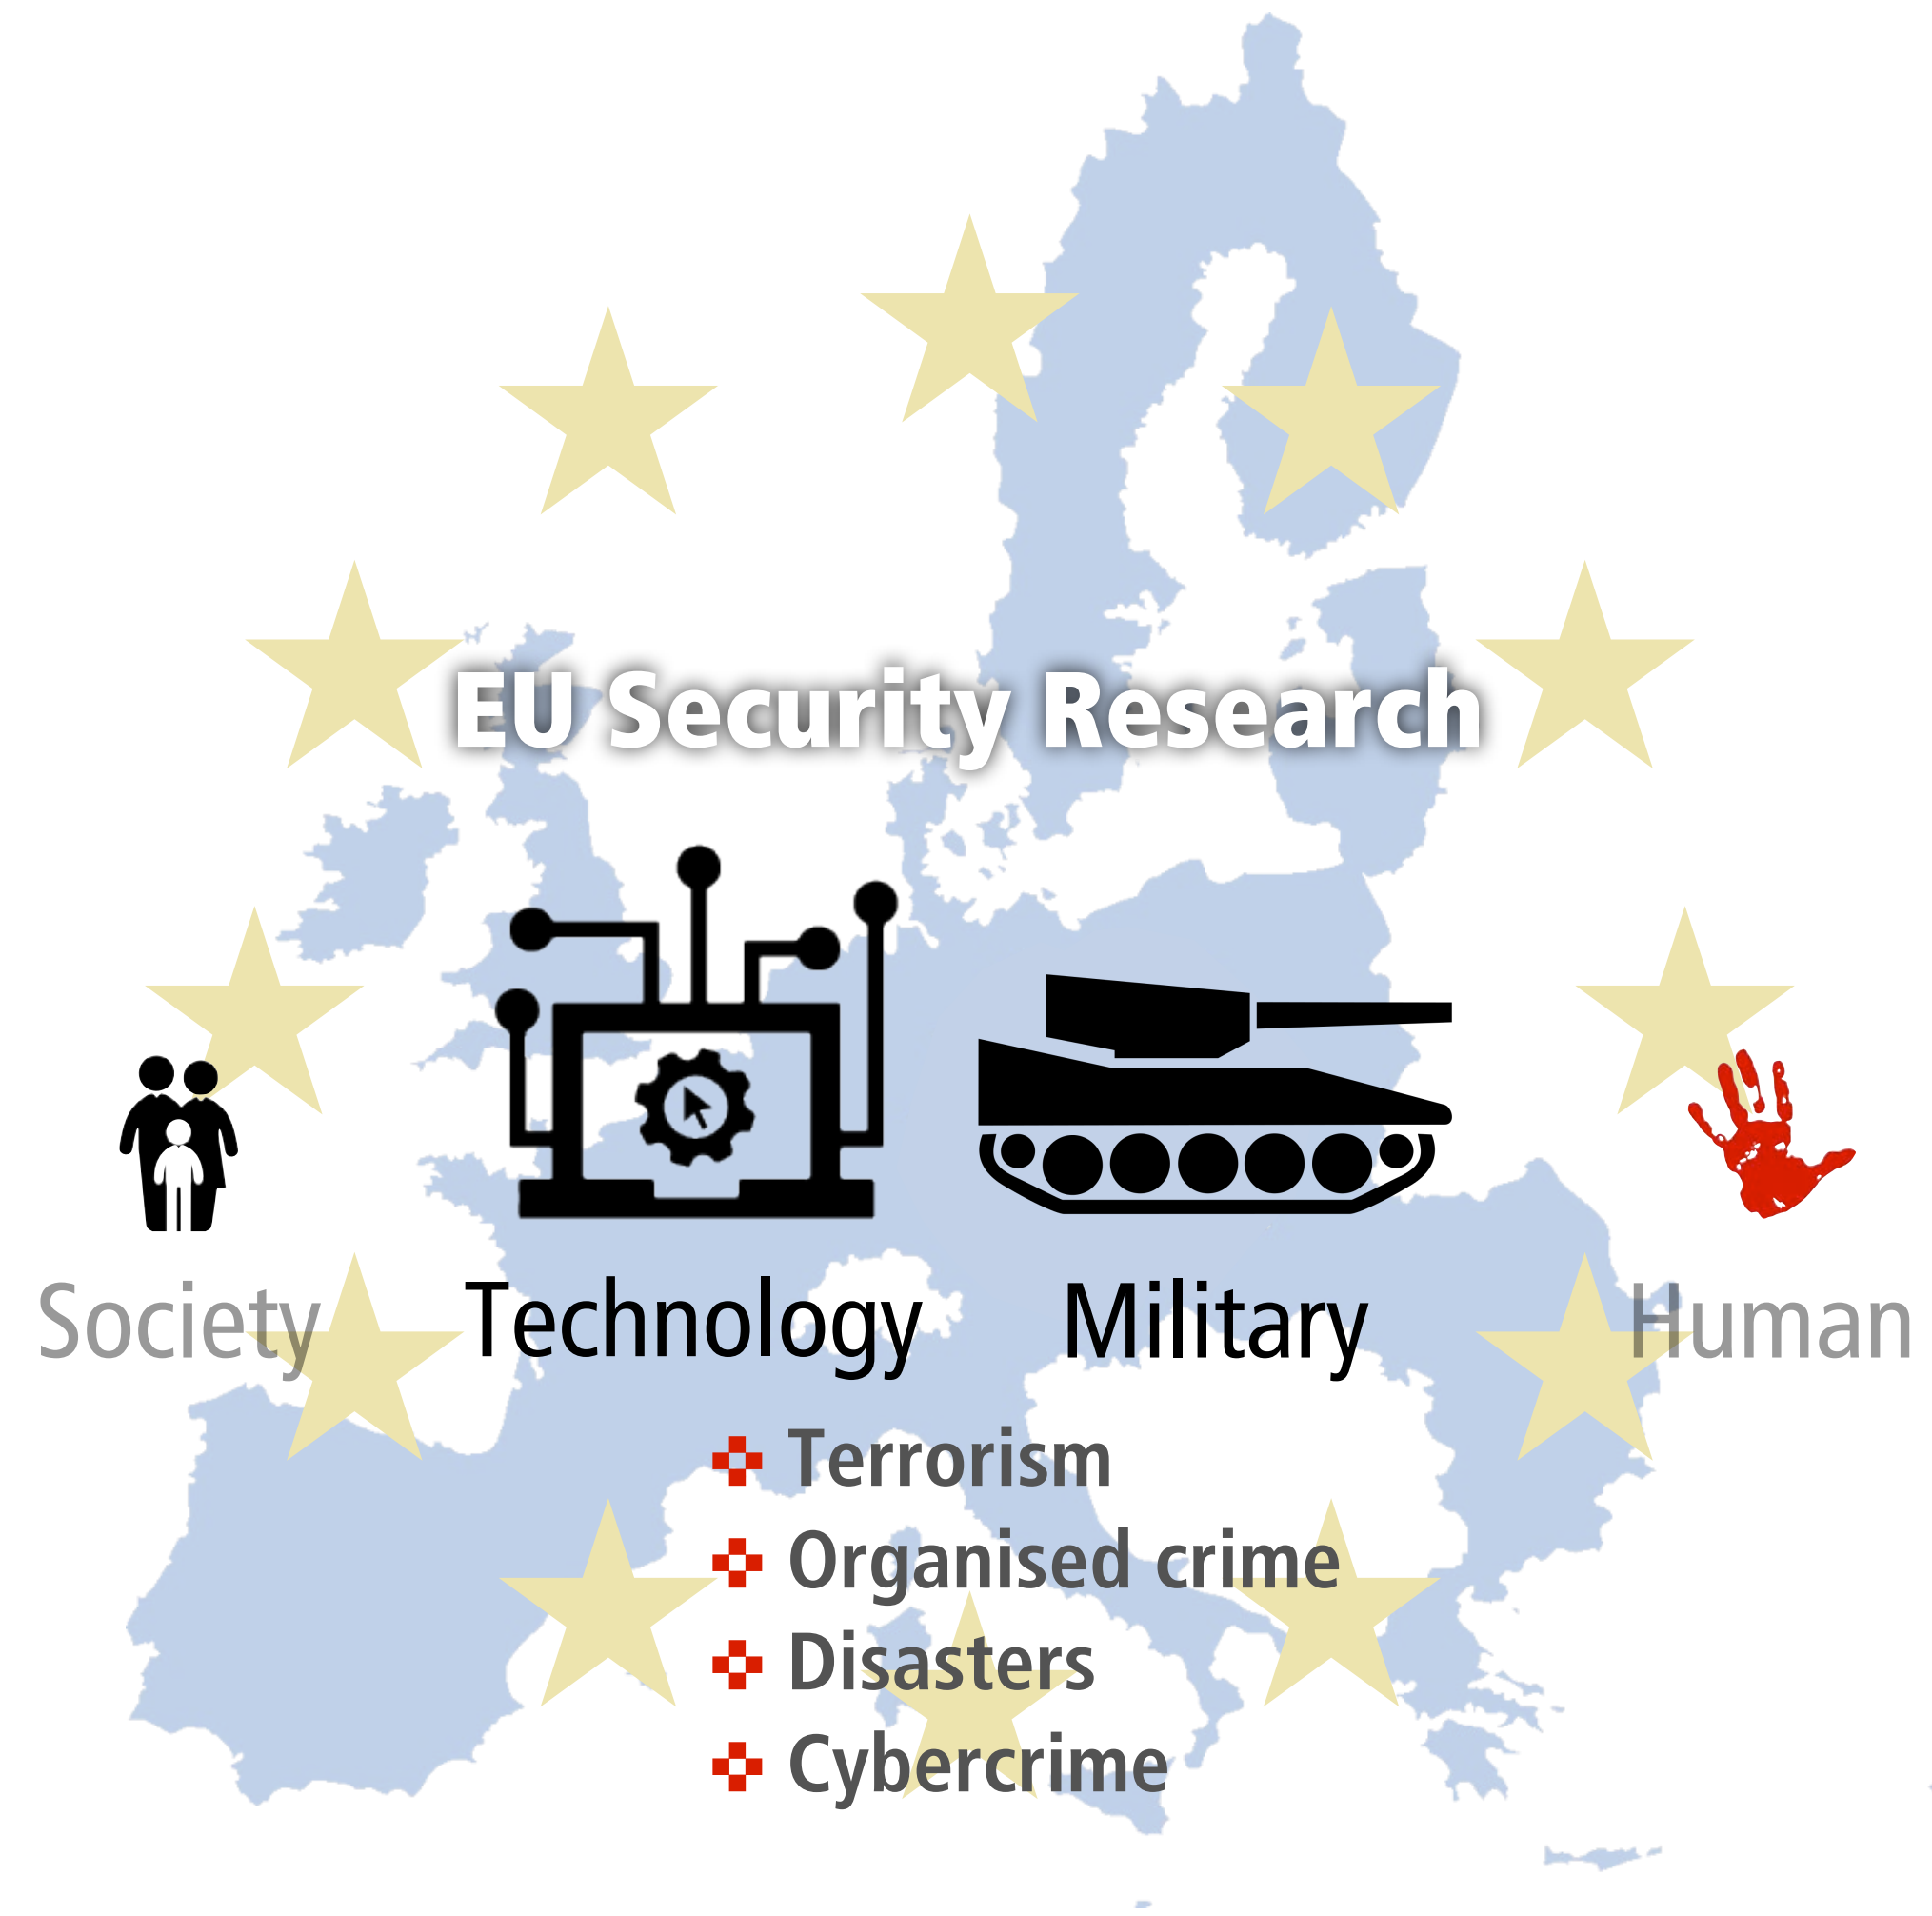 EU Security Research
Society Technology Military Human
Terrorism
Organised crime
Disasters
Cybercrime